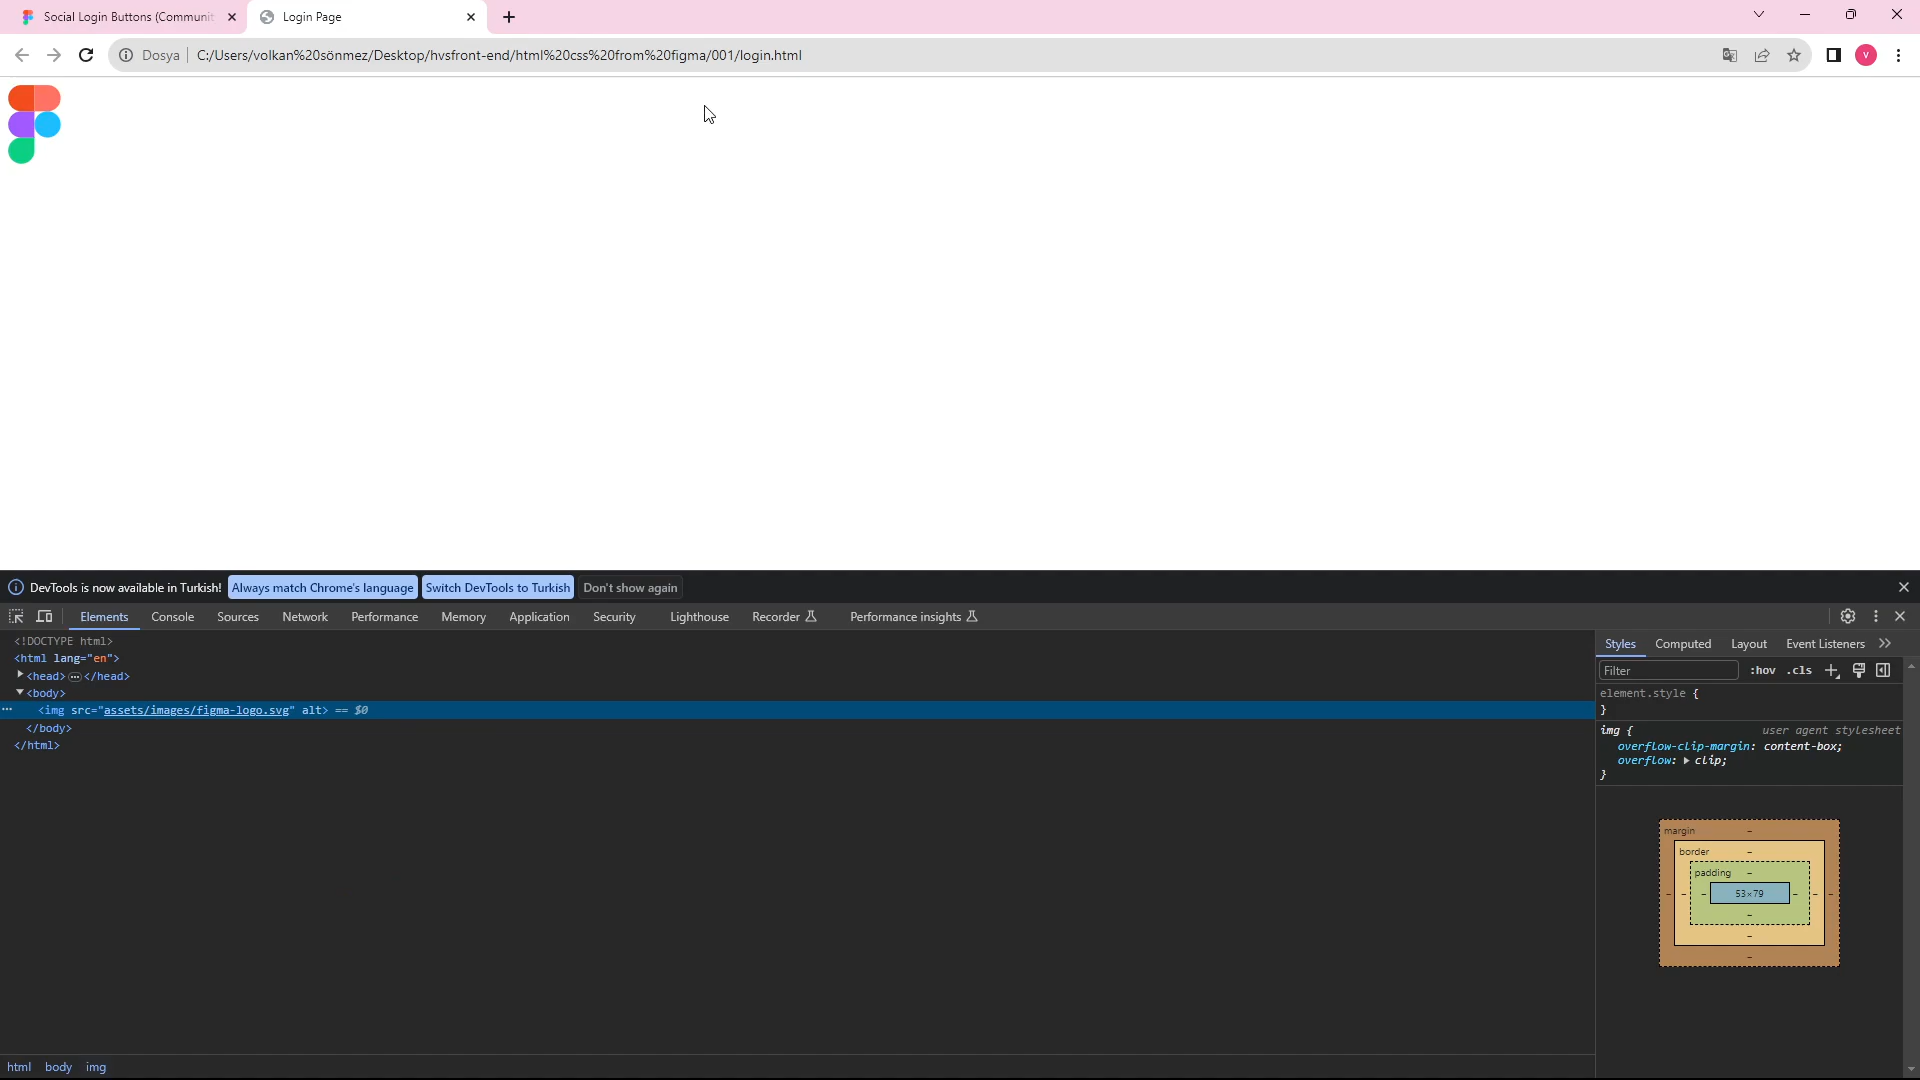 Social Login Buttons (Communit
Login Page
Dosya
C:/Users/volkan%20sönmez/Desktop/hvsfront-end/html%20css%20from%20figma/001/login.html
V
DevTools is now available in Turkish! Always match Chrome's language Switch DevTools to Turkish Don't show again
Elements Console Sources Network Performance Memory Application Security Lighthouse Recorder Performance insights
<!DOCTYPE html>
<html lang="en">
<head> … </head>
<body>
<img src="assets/images/figma-logo.svg" alt> == $0
</body>
</html>
Styles Computed Layout Event Listeners
Filter :hov .cls
element.style {
}
img { user agent stylesheet
overflow-clip-margin: content-box;
overflow: clip;
}
margin –
border –
padding –
– – – 53×79 – – –
–
–
–
html body img